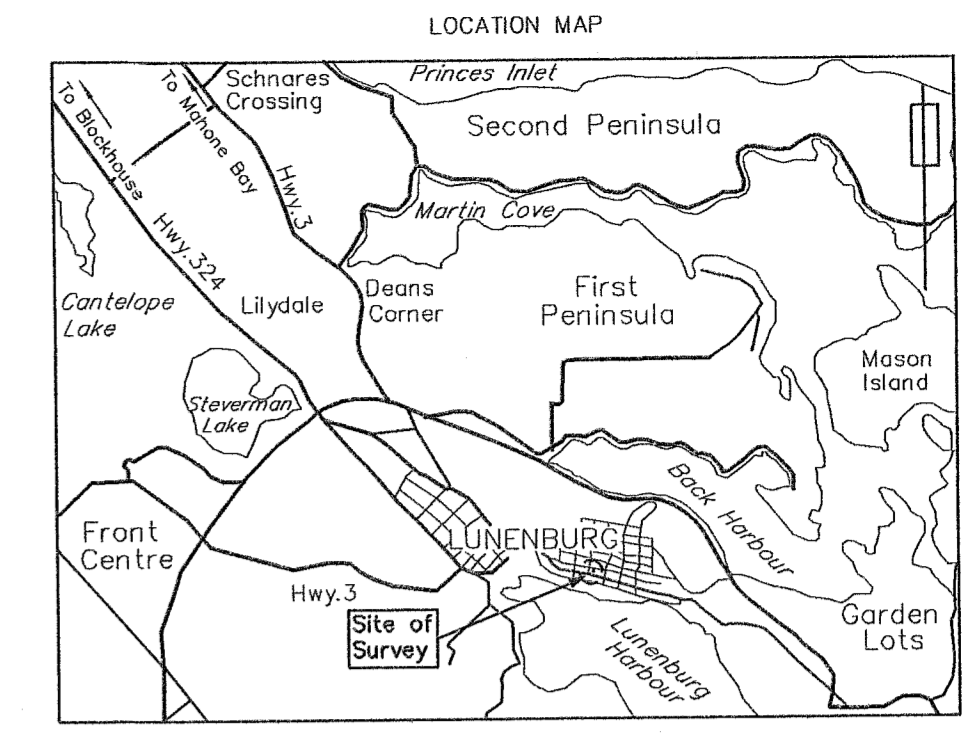 LOCATION MAP
Princes Inlet
Schnares
Crossing
To Mahone Bay
To Blockhouse
Second Peninsula
Hwy.3
Martin Cove
Hwy.324
Cantelope
Lake
Lilydale
Deans
Corner
First
Peninsula
Mason
Island
Steverman
Lake
Back Harbour
Front
Centre
LUNENBURG
Hwy.3
Site of
Survey
Lunenburg
Harbour
Garden
Lots